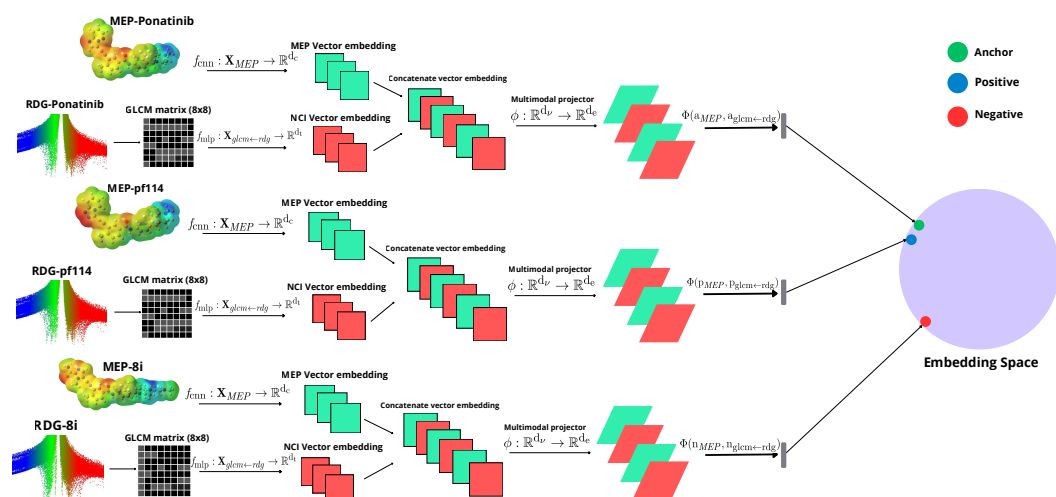 MEP-Ponatinib
f_cnn : X_MEP → ℝ^d_c
MEP Vector embedding
Concatenate vector embedding
RDG-Ponatinib
GLCM matrix (8x8)
f_mlp : X_glcm←rdg → ℝ^d_t
NCI Vector embedding
Multimodal projector
ϕ : ℝ^d_ν → ℝ^d_e
Φ(a_MEP, a_glcm←rdg)
Anchor
Positive
Negative
MEP-pf114
f_cnn : X_MEP → ℝ^d_c
MEP Vector embedding
Concatenate vector embedding
RDG-pf114
GLCM matrix (8x8)
f_mlp : X_glcm←rdg → ℝ^d_t
NCI Vector embedding
Multimodal projector
ϕ : ℝ^d_ν → ℝ^d_e
Φ(p_MEP, p_glcm←rdg)
Embedding Space
MEP-8i
f_cnn : X_MEP → ℝ^d_c
MEP Vector embedding
Concatenate vector embedding
RDG-8i
GLCM matrix (8x8)
f_mlp : X_glcm←rdg → ℝ^d_t
NCI Vector embedding
Multimodal projector
ϕ : ℝ^d_ν → ℝ^d_e
Φ(n_MEP, n_glcm←rdg)